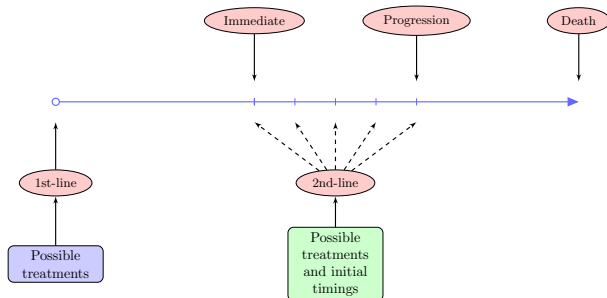 Immediate
Progression
Death
1st-line
2nd-line
Possible
treatments
Possible
treatments
and initial
timings